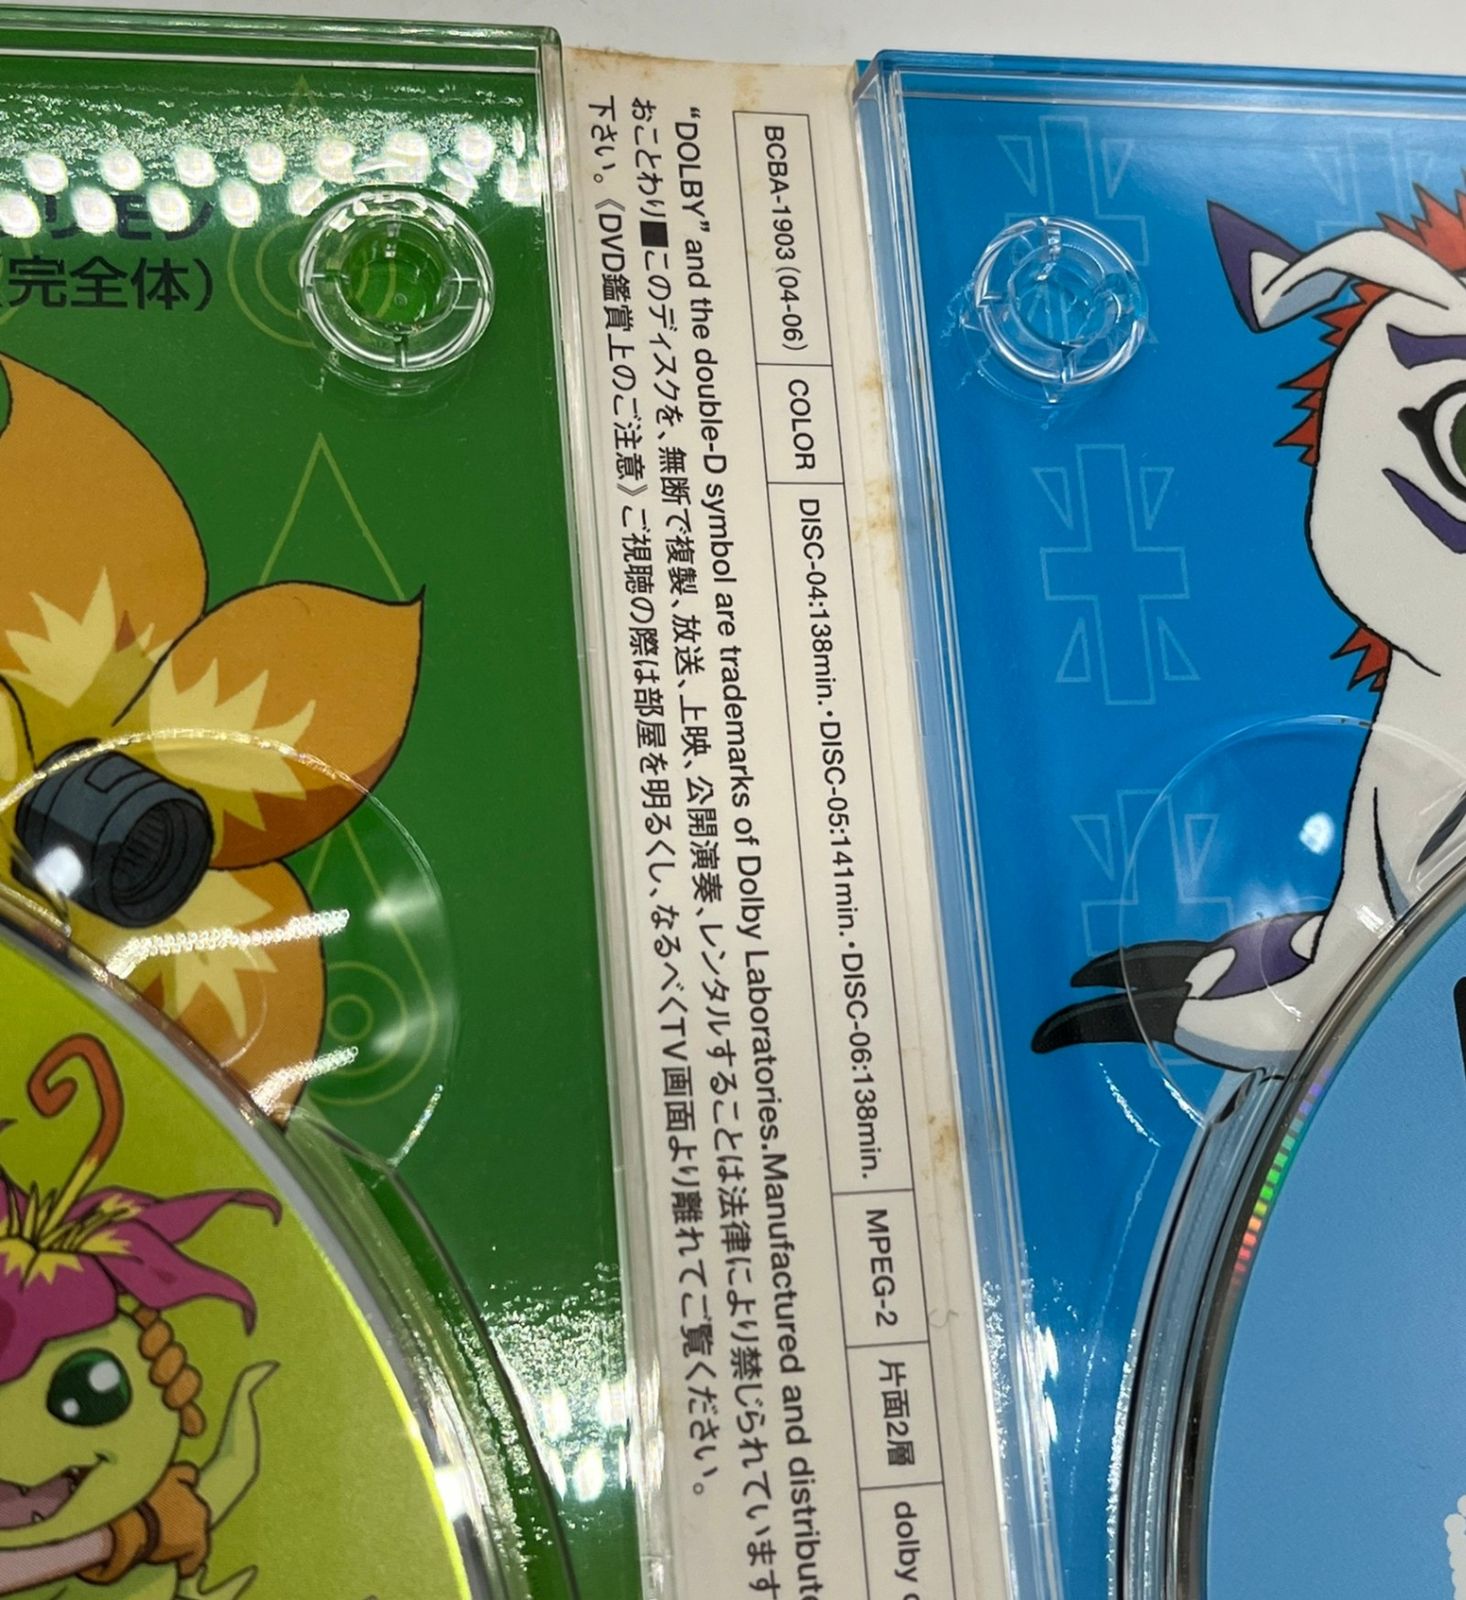 リモン
(完全体)
BCBA-1903(04-06) COLOR DISC-04:138min.・DISC-05:141min.・DISC-06:138min. MPEG-2 片面2層 dolby
“DOLBY” and the double-D symbol are trademarks of Dolby Laboratories.Manufactured and
おことわり■このディスクを、無断で複製、放送、上映、公開演奏、レンタルすることは法律により禁じられています
下さい。《DVD鑑賞上のご注意》ご視聴の際は部屋を明るくし、なるべくTV画面より離れてご覧ください。